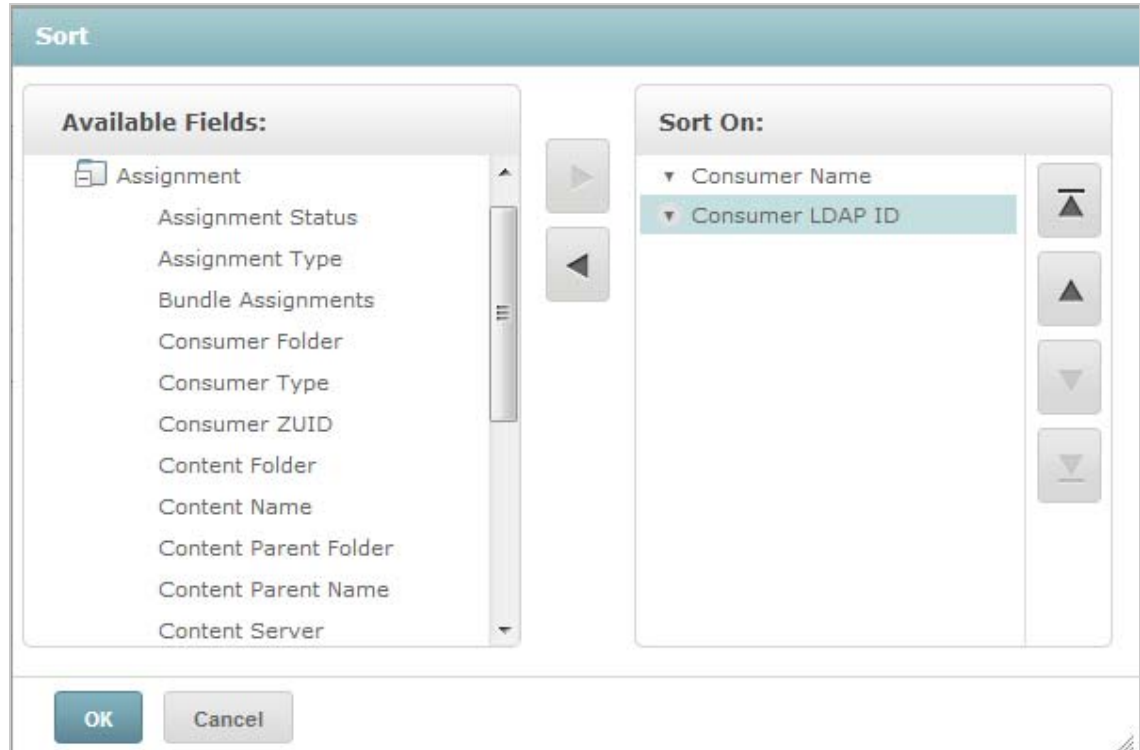 Sort
Available Fields:
Assignment
Assignment Status
Assignment Type
Bundle Assignments
Consumer Folder
Consumer Type
Consumer ZUID
Content Folder
Content Name
Content Parent Folder
Content Parent Name
Content Server
Sort On:
Consumer Name
Consumer LDAP ID
OK
Cancel